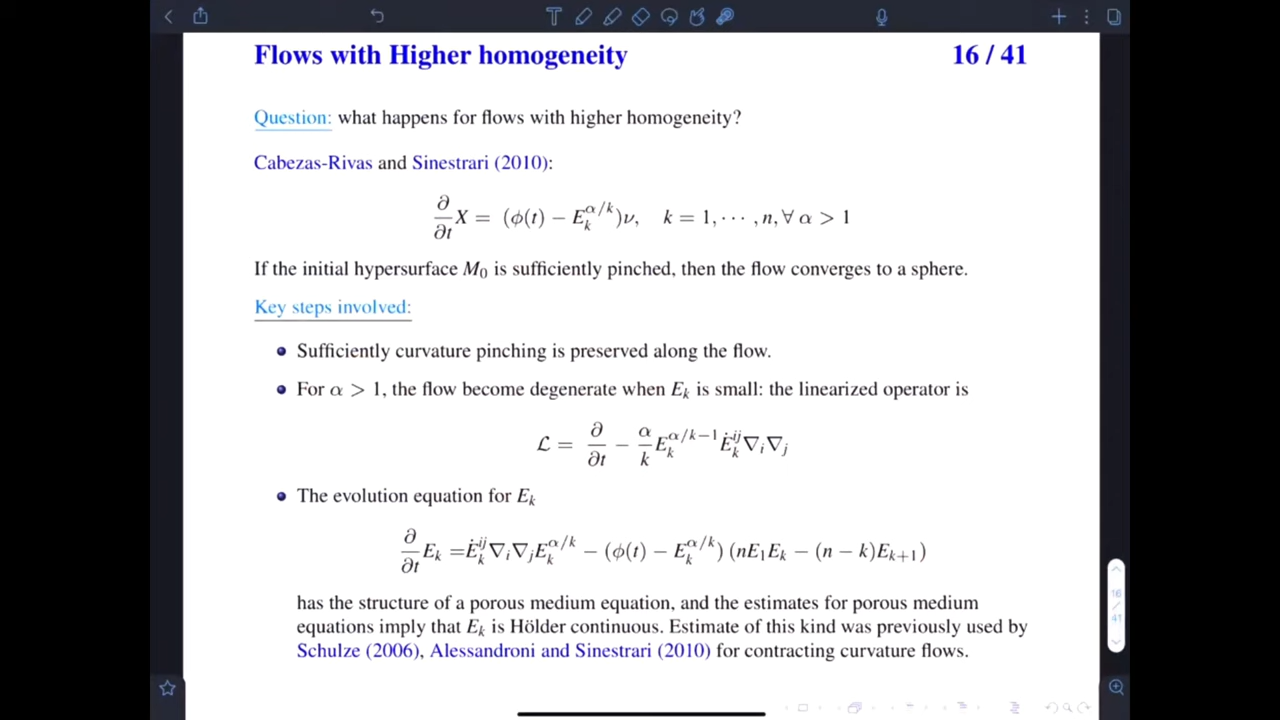 Flows with Higher homogeneity 16 / 41
Question: what happens for flows with higher homogeneity?
Cabezas-Rivas and Sinestrari (2010):
∂/∂t X = (ϕ(t) − E_k^{α/k})ν, k = 1, ⋯ , n, ∀ α > 1
If the initial hypersurface M_0 is sufficiently pinched, then the flow converges to a sphere.
Key steps involved:
Sufficiently curvature pinching is preserved along the flow.
For α > 1, the flow become degenerate when E_k is small: the linearized operator is
ℒ = ∂/∂t − α/k E_k^{α/k−1} Ė_k^{ij} ∇_i∇_j
The evolution equation for E_k
∂/∂t E_k = Ė_k^{ij} ∇_i∇_j E_k^{α/k} − (ϕ(t) − E_k^{α/k}) (nE_1E_k − (n − k)E_{k+1})
has the structure of a porous medium equation, and the estimates for porous medium
equations imply that E_k is Hölder continuous. Estimate of this kind was previously used by
Schulze (2006), Alessandroni and Sinestrari (2010) for contracting curvature flows.
16
/
41